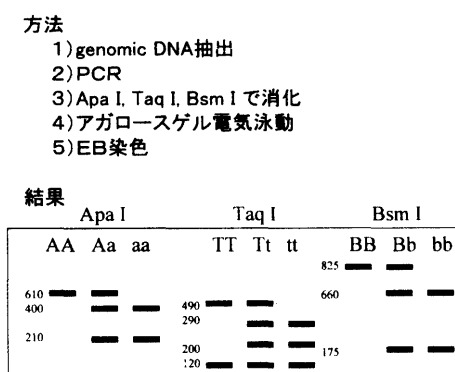 方法
1)genomic DNA抽出
2)PCR
3)Apa I, Taq I, Bsm I で消化
4)アガロースゲル電気泳動
5)EB染色
結果
Apa I Taq I Bsm I
AA Aa aa TT Tt tt BB Bb bb
825
610 490 660
400 290
210 200 175
120